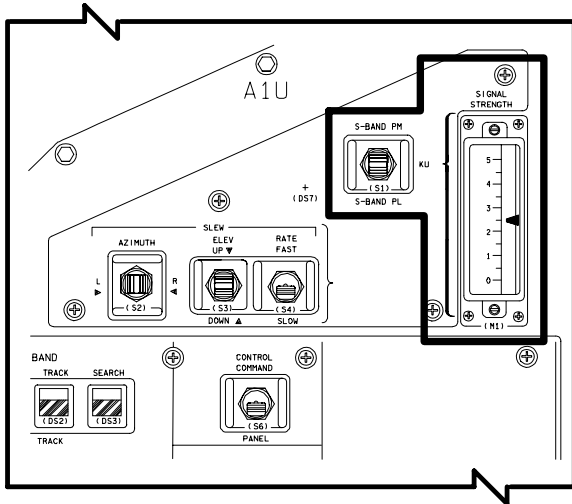 A1U
SIGNAL
STRENGTH
S-BAND PM
KU
(S1)
S-BAND PL
5
4
3
2
1
0
(M1)
+
(DS7)
SLEW
AZIMUTH
L
R
(S2)
ELEV
UP ▼
(S3)
DOWN ▲
RATE
FAST
(S4)
SLOW
BAND
TRACK
SEARCH
(DS2)
(DS3)
TRACK
CONTROL
COMMAND
(S6)
PANEL